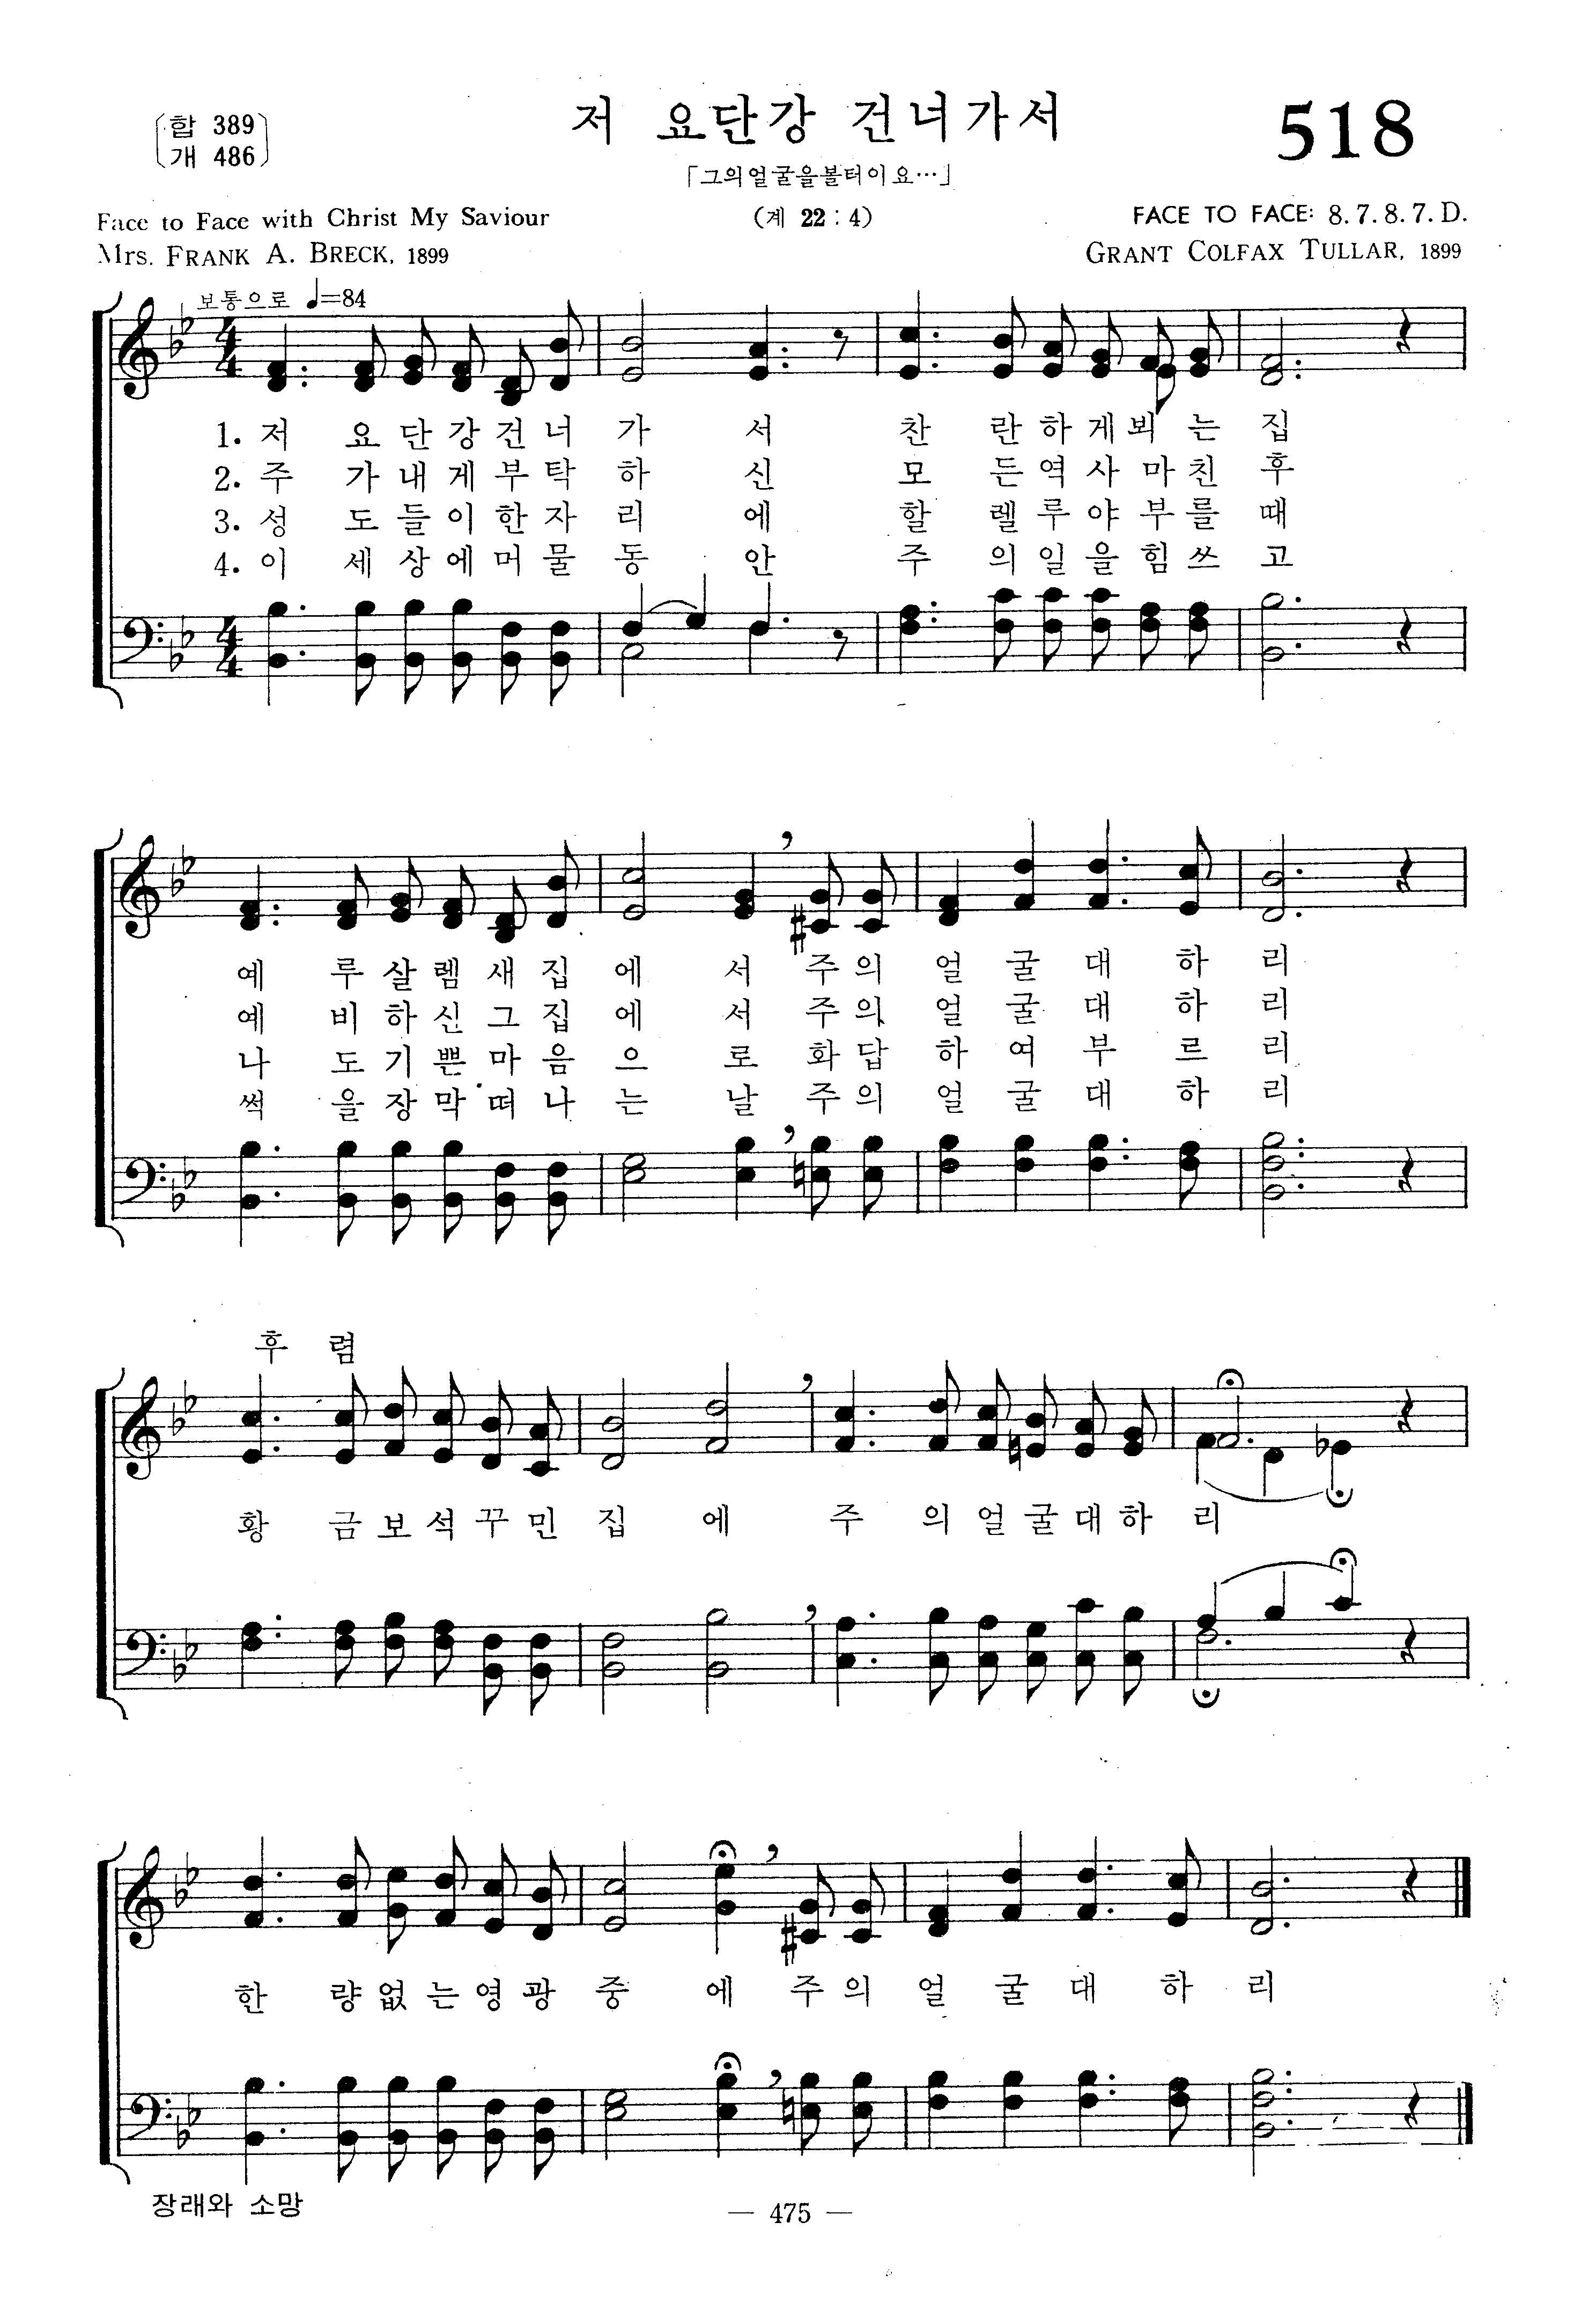 합 389
개 486
저 요단강 건너가서
518
「그의얼굴을볼터이요…」
Face to Face with Christ My Saviour
(계 22 : 4)
FACE TO FACE: 8. 7. 8. 7. D.
Mrs. FRANK A. BRECK, 1899
GRANT COLFAX TULLAR, 1899
보통으로 ♩=84
1. 저 요 단 강 건 너 가 서 찬 란 하 게 뵈 는 집
2. 주 가 내 게 부 탁 하 신 모 든 역 사 마 친 후
3. 성 도 들 이 한 자 리 에 할 렐 루 야 부 를 때
4. 이 세 상 에 머 물 동 안 주 의 일 을 힘 쓰 고
예 루 살 렘 새 집 에 서 주 의 얼 굴 대 하 리
예 비 하 신 그 집 에 서 주 의 얼 굴 대 하 리
나 도 기 쁜 마 음 으 로 화 답 하 여 부 르 리
썩 을 장 막 떠 나 는 날 주 의 얼 굴 대 하 리
후 렴
황 금 보 석 꾸 민 집 에 주 의 얼 굴 대 하 리
한 량 없 는 영 광 중 에 주 의 얼 굴 대 하 리
장래와 소망
— 475 —